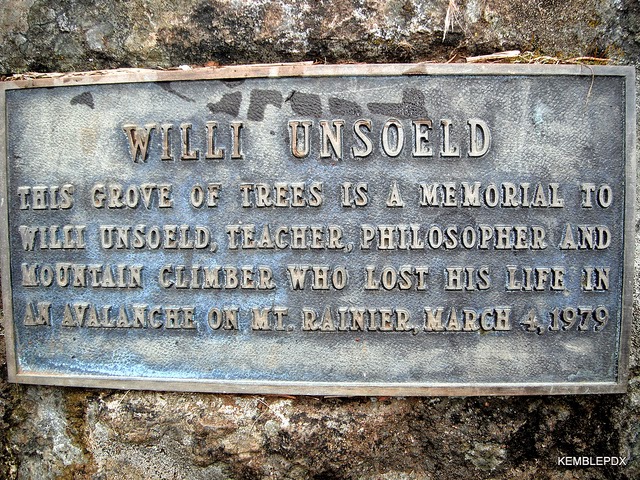 WILLI UNSOELD
THIS GROVE OF TREES IS A MEMORIAL TO
WILLI UNSOELD, TEACHER, PHILOSOPHER AND
MOUNTAIN CLIMBER WHO LOST HIS LIFE IN
AN AVALANCHE ON MT. RAINIER, MARCH 4, 1979
KEMBLEPDX